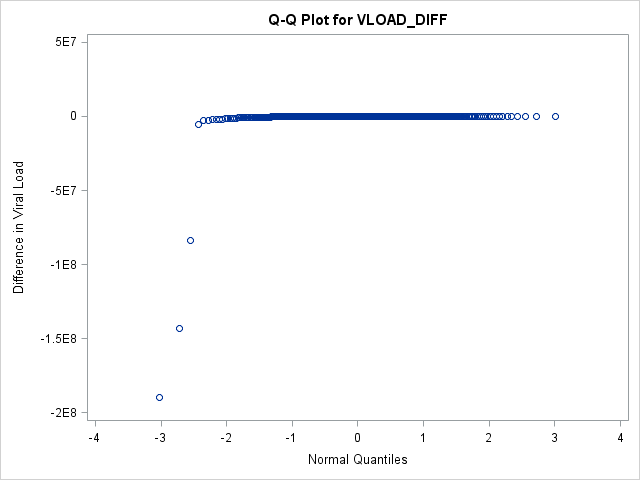 Q-Q Plot for VLOAD_DIFF
5E7
0
-5E7
-1E8
-1.5E8
-2E8
Difference in Viral Load
-4 -3 -2 -1 0 1 2 3 4
Normal Quantiles